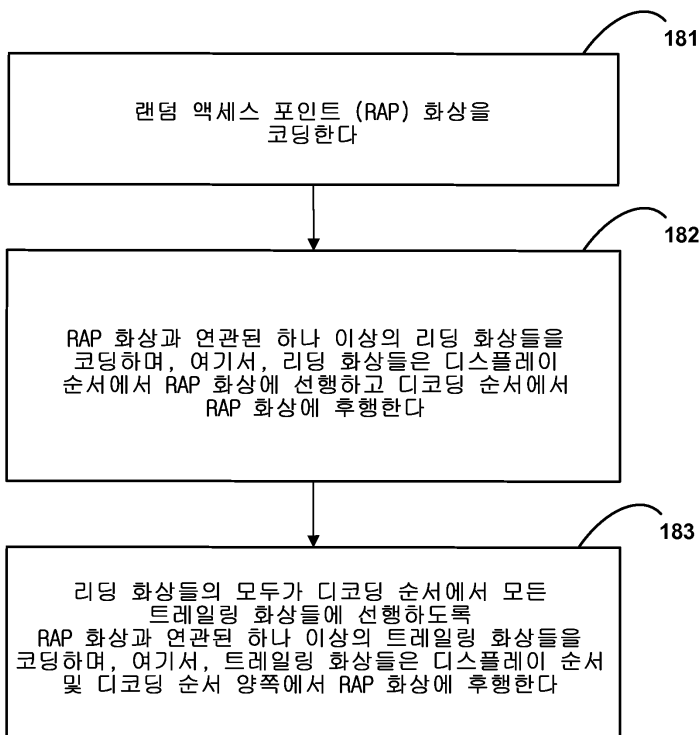 181
랜덤 액세스 포인트 (RAP) 화상을
코딩한다
182
RAP 화상과 연관된 하나 이상의 리딩 화상들을
코딩하며, 여기서, 리딩 화상들은 디스플레이
순서에서 RAP 화상에 선행하고 디코딩 순서에서
RAP 화상에 후행한다
183
리딩 화상들의 모두가 디코딩 순서에서 모든
트레일링 화상들에 선행하도록
RAP 화상과 연관된 하나 이상의 트레일링 화상들을
코딩하며, 여기서, 트레일링 화상들은 디스플레이 순서
및 디코딩 순서 양쪽에서 RAP 화상에 후행한다